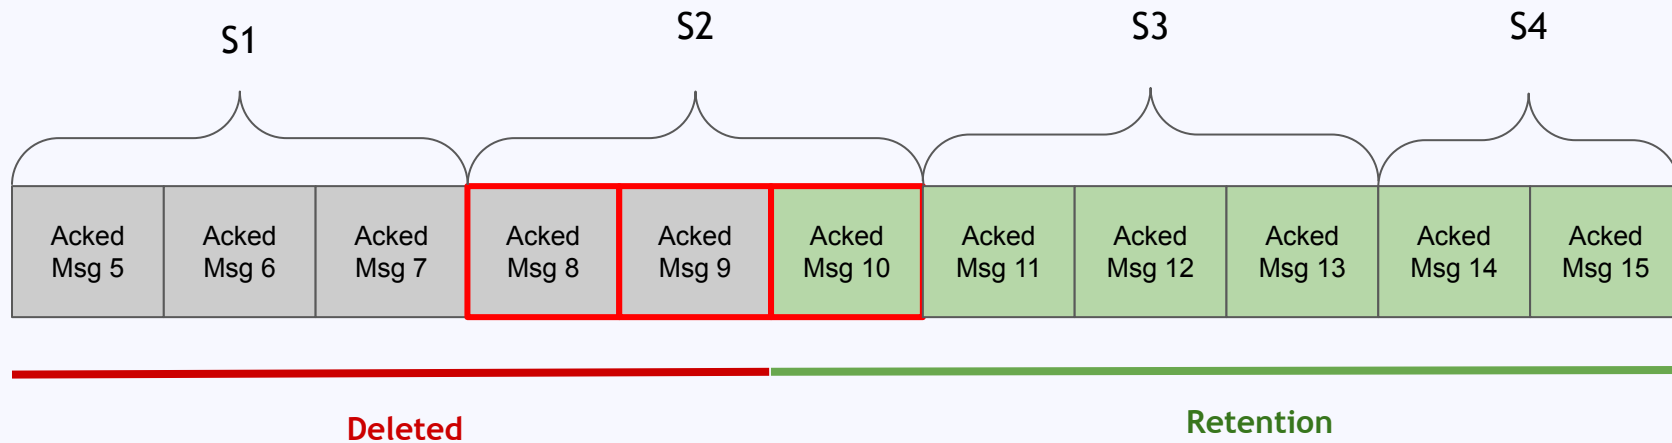 S1
S2
S3
S4
Acked
Msg 5
Acked
Msg 6
Acked
Msg 7
Acked
Msg 8
Acked
Msg 9
Acked
Msg 10
Acked
Msg 11
Acked
Msg 12
Acked
Msg 13
Acked
Msg 14
Acked
Msg 15
Deleted
Retention